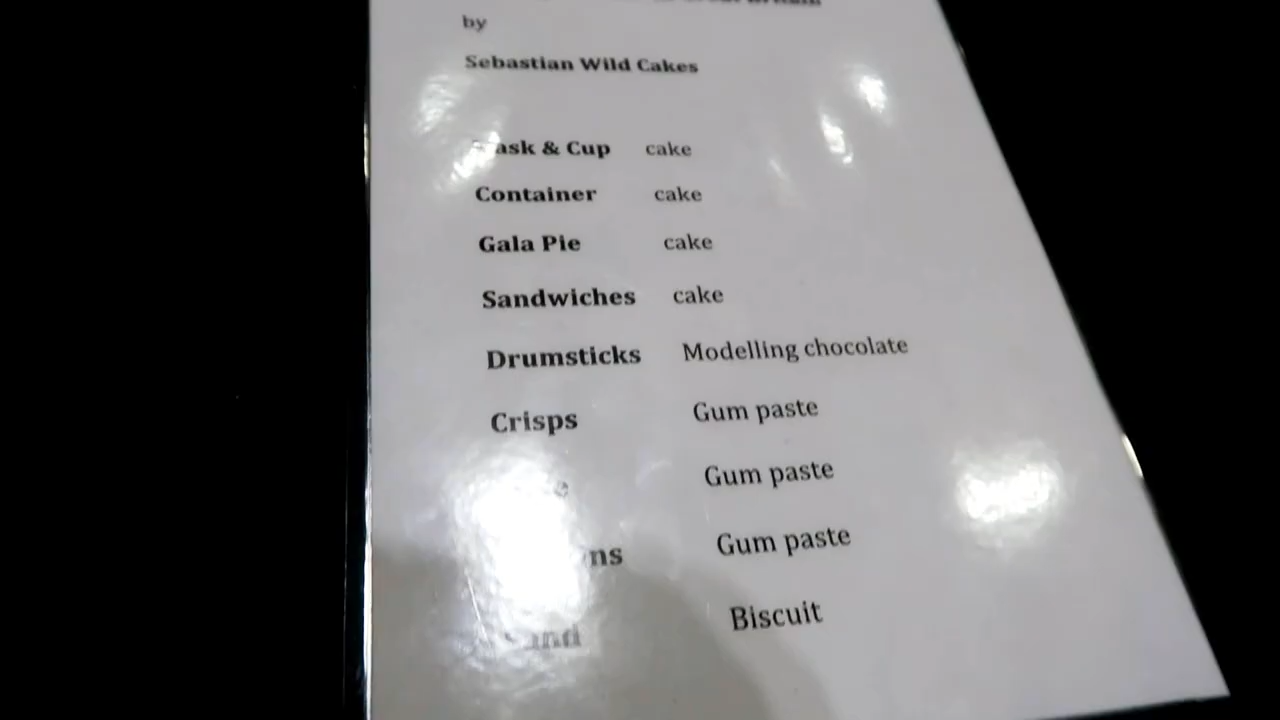 by
Sebastian Wild Cakes
& Cup cake
Container cake
Gala Pie cake
Sandwiches cake
Drumsticks Modelling chocolate
Crisps Gum paste
Gum paste
Gum paste
Biscuit